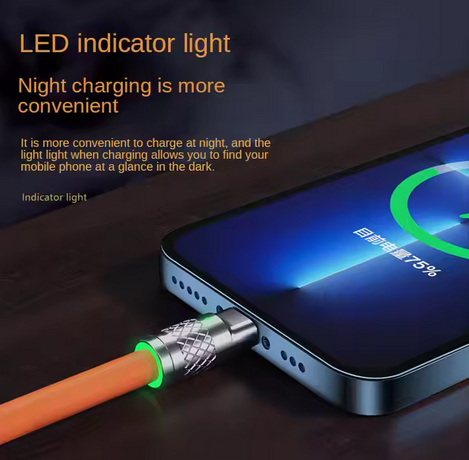 LED indicator light
Night charging is more
convenient
It is more convenient to charge at night, and the
light light when charging allows you to find your
mobile phone at a glance in the dark.
Indicator light
目前电量75%